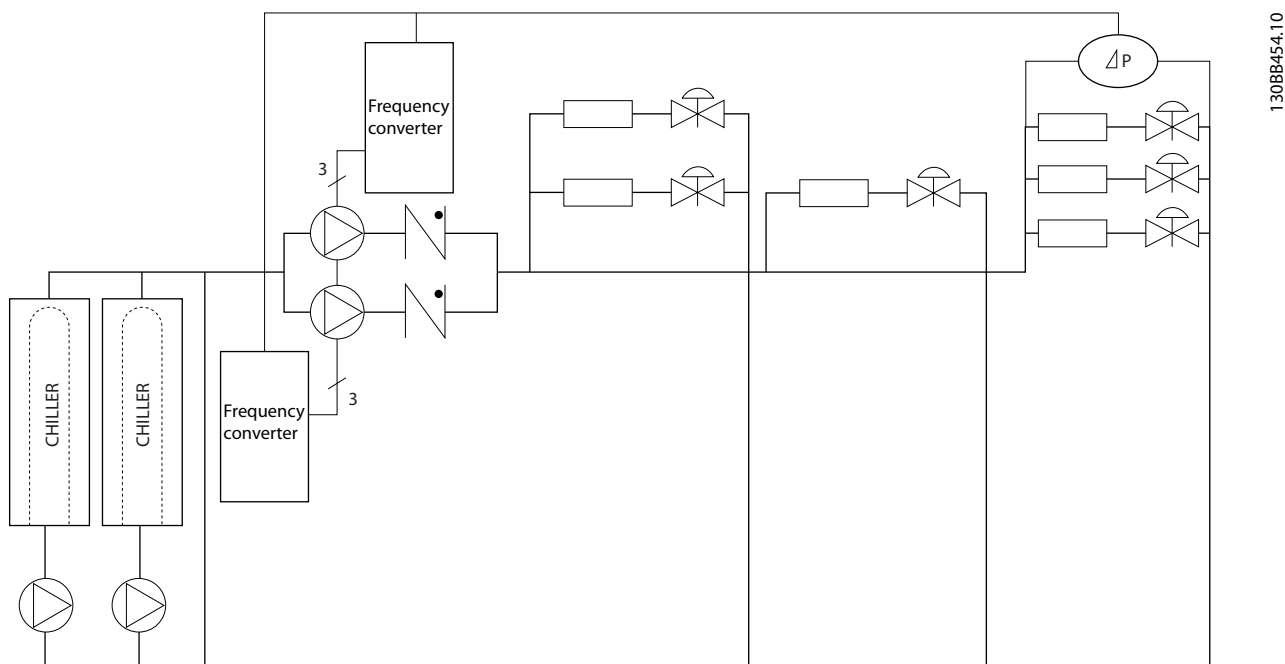 130BB454.10
ΔP
Frequency
converter
3
3
Frequency
converter
CHILLER
CHILLER